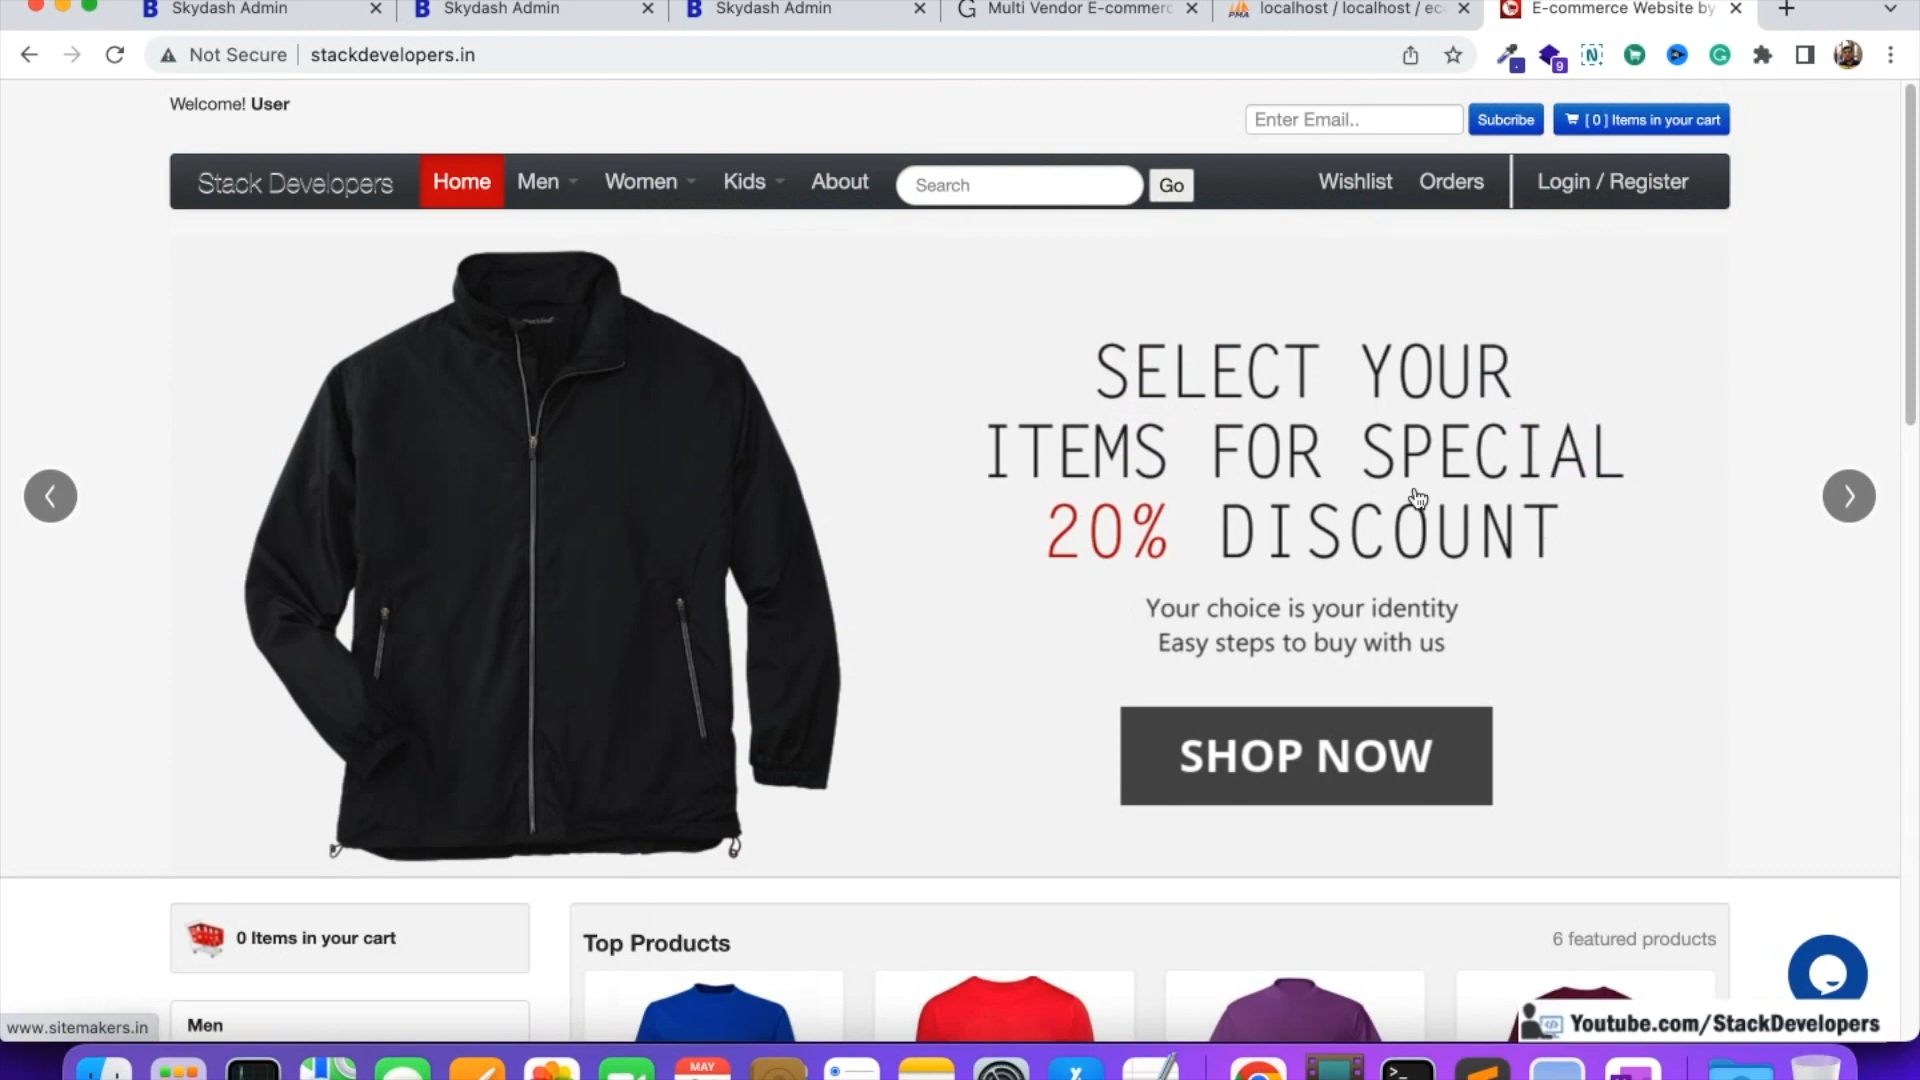 Skydash Admin
Skydash Admin
Skydash Admin
Multi Vendor E-commerc
localhost / localhost / ec
E-commerce Website by
Not Secure
stackdevelopers.in
9
Welcome! User
Enter Email..
Subcribe
[ 0 ] Items in your cart
Stack Developers
Home
Men
Women
Kids
About
Search
Go
Wishlist
Orders
Login / Register
SELECT YOUR
ITEMS FOR SPECIAL
20% DISCOUNT
Your choice is your identity
Easy steps to buy with us
SHOP NOW
0 Items in your cart
Top Products
6 featured products
Men
www.sitemakers.in
Youtube.com/StackDevelopers
MAY